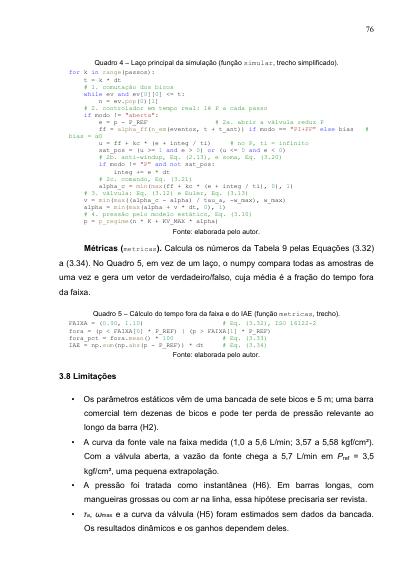 76
Quadro 4 – Laço principal da simulação (função simular, trecho simplificado).
for k in range(passos):
t = k * dt
# 1. comutação dos bicos
while ev and ev[0][0] <= t:
n = ev.pop(0)[1]
# 2. controlador em tempo real: lê P a cada passo
if modo != "aberta":
e = p - P_REF # 2a. abrir a válvula reduz P
ff = alpha_ff(n_em(eventos, t + t_ant)) if modo == "PI+FF" else bias #
bias = a0
u = ff + kc * (e + integ / ti) # no P, ti = infinito
sat_pos = (u >= 1 and e > 0) or (u <= 0 and e < 0)
# 2b. anti-windup, Eq. (2.13), e soma, Eq. (3.20)
if modo != "P" and not sat_pos:
integ += e * dt
# 2c. comando, Eq. (3.21)
alpha_c = min(max(ff + kc * (e + integ / ti), 0), 1)
# 3. válvula: Eq. (3.12) e Euler, Eq. (3.13)
v = min(max((alpha_c - alpha) / tau_a, -w_max), w_max)
alpha = min(max(alpha + v * dt, 0), 1)
# 4. pressão pelo modelo estático, Eq. (3.10)
p = p_regime(n * K + KV_MAX * alpha)
Fonte: elaborada pelo autor.
Métricas (metricas). Calcula os números da Tabela 9 pelas Equações (3.32)
a (3.34). No Quadro 5, em vez de um laço, o numpy compara todas as amostras de
uma vez e gera um vetor de verdadeiro/falso, cuja média é a fração do tempo fora
da faixa.
Quadro 5 – Cálculo do tempo fora da faixa e do IAE (função metricas, trecho).
FAIXA = (0.90, 1.10) # Eq. (3.32), ISO 16122-2
fora = (p < FAIXA[0] * P_REF) | (p > FAIXA[1] * P_REF)
fora_pct = fora.mean() * 100 # Eq. (3.33)
IAE = np.sum(np.abs(p - P_REF)) * dt # Eq. (3.34)
Fonte: elaborada pelo autor.
3.8 Limitações
• Os parâmetros estáticos vêm de uma bancada de sete bicos e 5 m; uma barra
comercial tem dezenas de bicos e pode ter perda de pressão relevante ao
longo da barra (H2).
• A curva da fonte vale na faixa medida (1,0 a 5,6 L/min; 3,57 a 5,58 kgf/cm²).
Com a válvula aberta, a vazão da fonte chega a 5,7 L/min em Pref = 3,5
kgf/cm², uma pequena extrapolação.
• A pressão foi tratada como instantânea (H6). Em barras longas, com
mangueiras grossas ou com ar na linha, essa hipótese precisaria ser revista.
• τa, ωmax e a curva da válvula (H5) foram estimados sem dados da bancada.
Os resultados dinâmicos e os ganhos dependem deles.